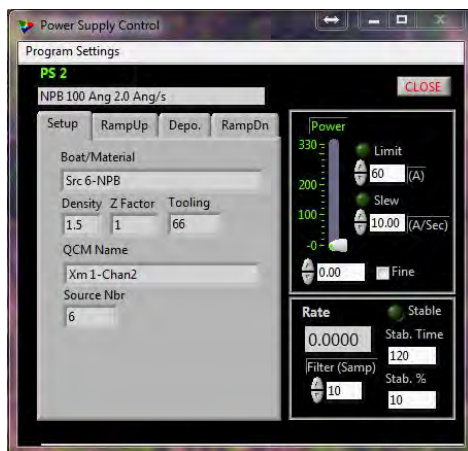 Power Supply Control
Program Settings
PS 2
NPB 100 Ang 2.0 Ang/s
CLOSE
Setup RampUp Depo. RampDn
Boat/Material
Src 6-NPB
Density Z Factor Tooling
1.5 1 66
QCM Name
Xm 1-Chan2
Source Nbr
6
Power
330
200
100
-0
0.00 Fine
Limit
60 (A)
Slew
10.00 (A/Sec)
Rate Stable
0.0000
Stab. Time
120
Filter (Samp)
10
Stab. %
10